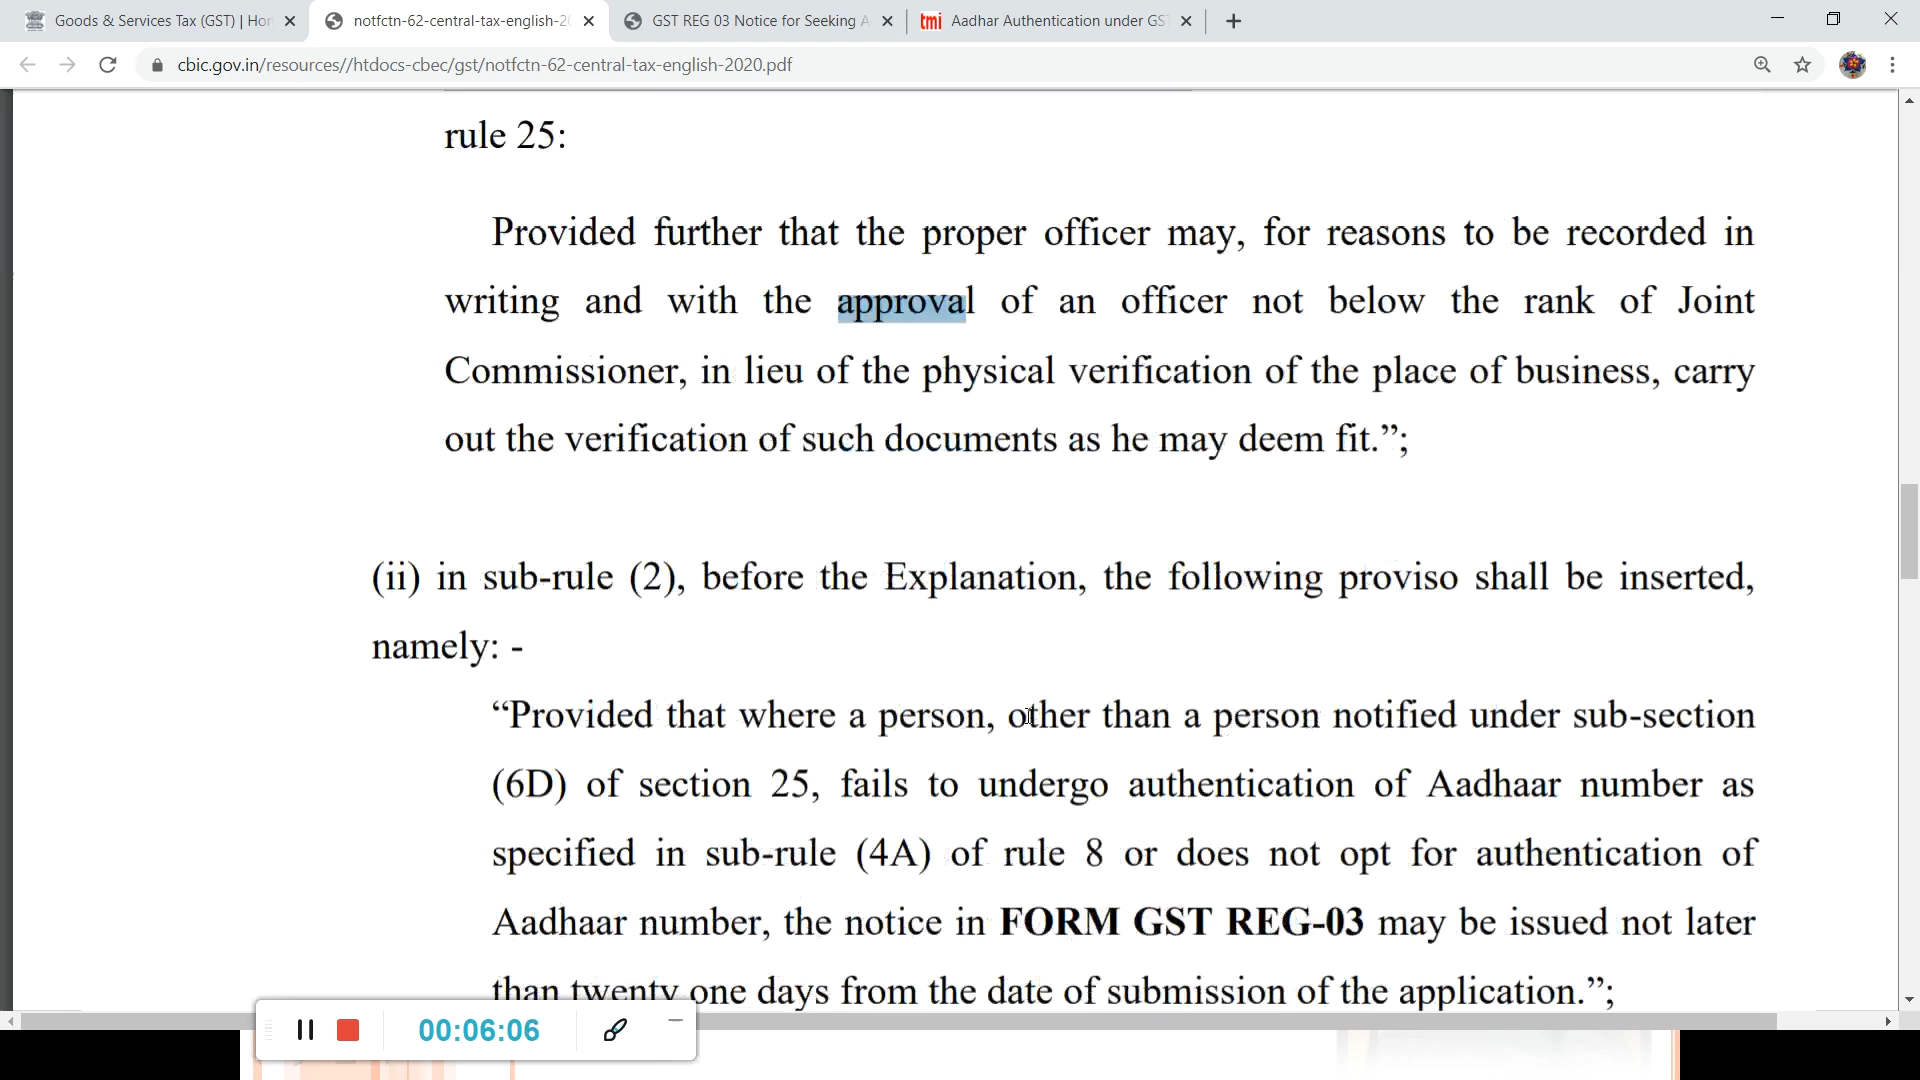 Goods & Services Tax (GST) | Hor
notfctn-62-central-tax-english-20
GST REG 03 Notice for Seeking A
tmi Aadhar Authentication under GST
cbic.gov.in/resources//htdocs-cbec/gst/notfctn-62-central-tax-english-2020.pdf
rule 25:
Provided further that the proper officer may, for reasons to be recorded in
writing and with the approval of an officer not below the rank of Joint
Commissioner, in lieu of the physical verification of the place of business, carry
out the verification of such documents as he may deem fit.”;
(ii) in sub-rule (2), before the Explanation, the following proviso shall be inserted,
namely: -
“Provided that where a person, other than a person notified under sub-section
(6D) of section 25, fails to undergo authentication of Aadhaar number as
specified in sub-rule (4A) of rule 8 or does not opt for authentication of
Aadhaar number, the notice in FORM GST REG-03 may be issued not later
than twenty one days from the date of submission of the application.”;
00:06:06